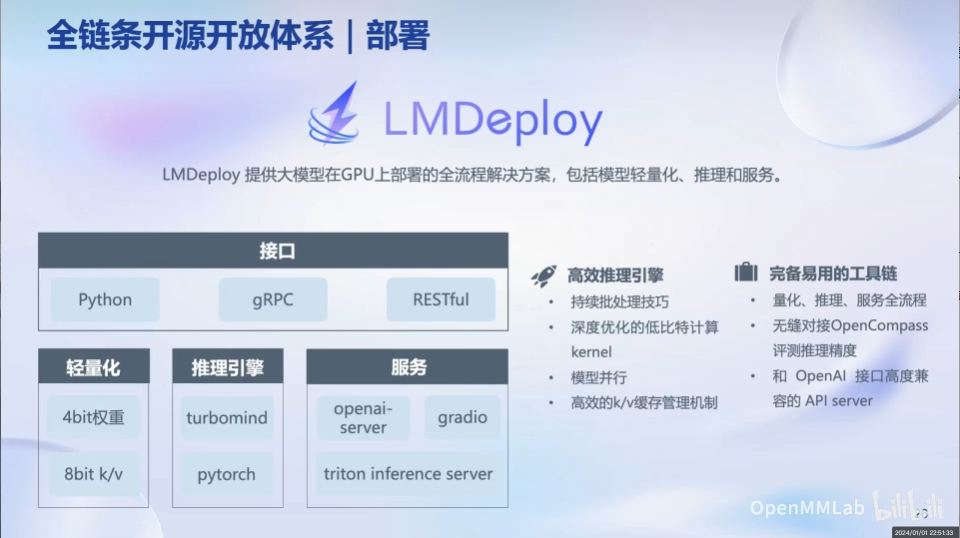 全链条开源开放体系｜部署
LMDeploy
LMDeploy 提供大模型在GPU上部署的全流程解决方案，包括模型轻量化、推理和服务。
接口
Python
gRPC
RESTful
轻量化
4bit权重
8bit k/v
推理引擎
turbomind
pytorch
服务
openai-
server
gradio
triton inference server
高效推理引擎
• 持续批处理技巧
• 深度优化的低比特计算
kernel
• 模型并行
• 高效的k/v缓存管理机制
完备易用的工具链
• 量化、推理、服务全流程
• 无缝对接OpenCompass
评测推理精度
• 和 OpenAI 接口高度兼
容的 API server
OpenMMLab bilibili
2024/01/01 22:51:33